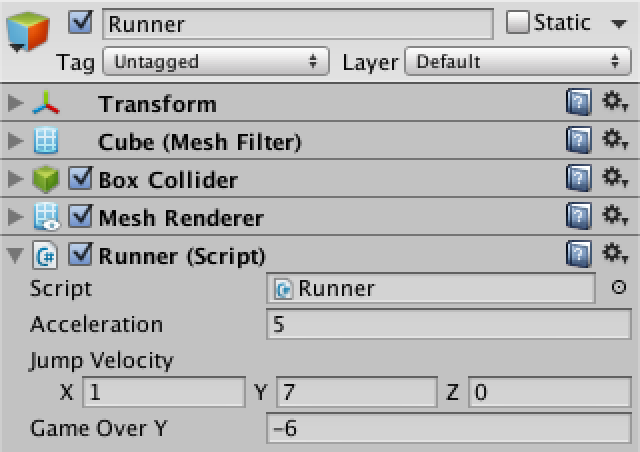 Runner Static
Tag Untagged Layer Default
Transform
Cube (Mesh Filter)
Box Collider
Mesh Renderer
C# Runner (Script)
Script C# Runner
Acceleration 5
Jump Velocity
X 1 Y 7 Z 0
Game Over Y -6